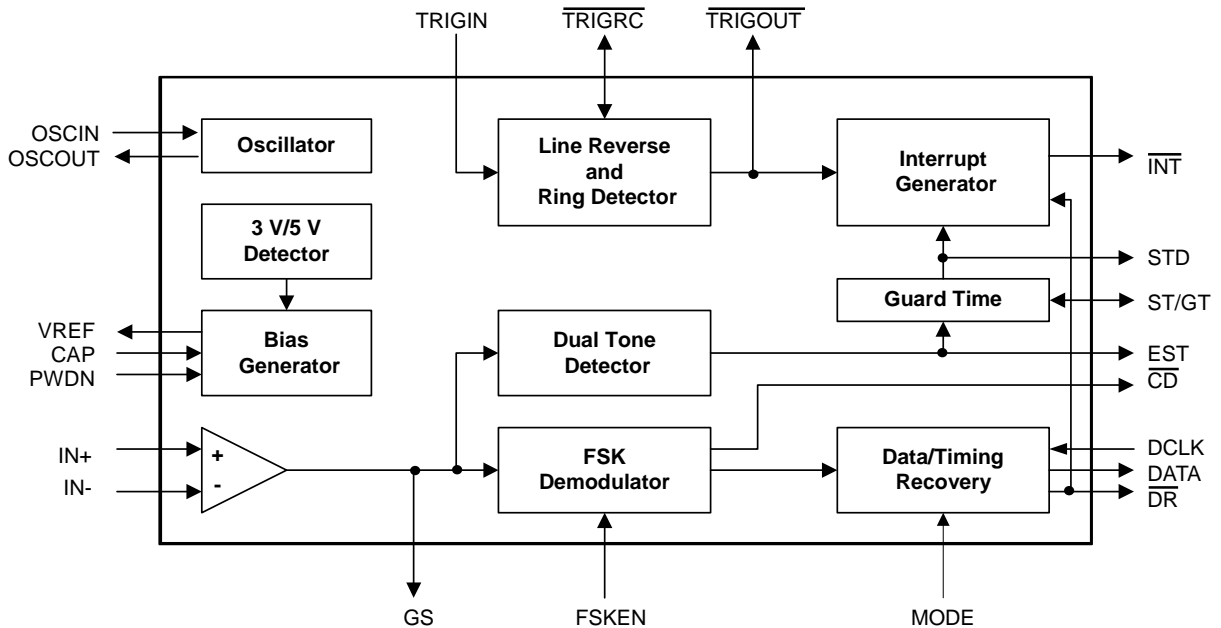 TRIGIN
TRIGRC
TRIGOUT
OSCIN
OSCOUT
Oscillator
Line Reverse
and
Ring Detector
Interrupt
Generator
INT
3 V/5 V
Detector
STD
Guard Time
ST/GT
VREF
CAP
PWDN
Bias
Generator
Dual Tone
Detector
EST
CD
IN+
IN-
+
-
FSK
Demodulator
Data/Timing
Recovery
DCLK
DATA
DR
GS
FSKEN
MODE